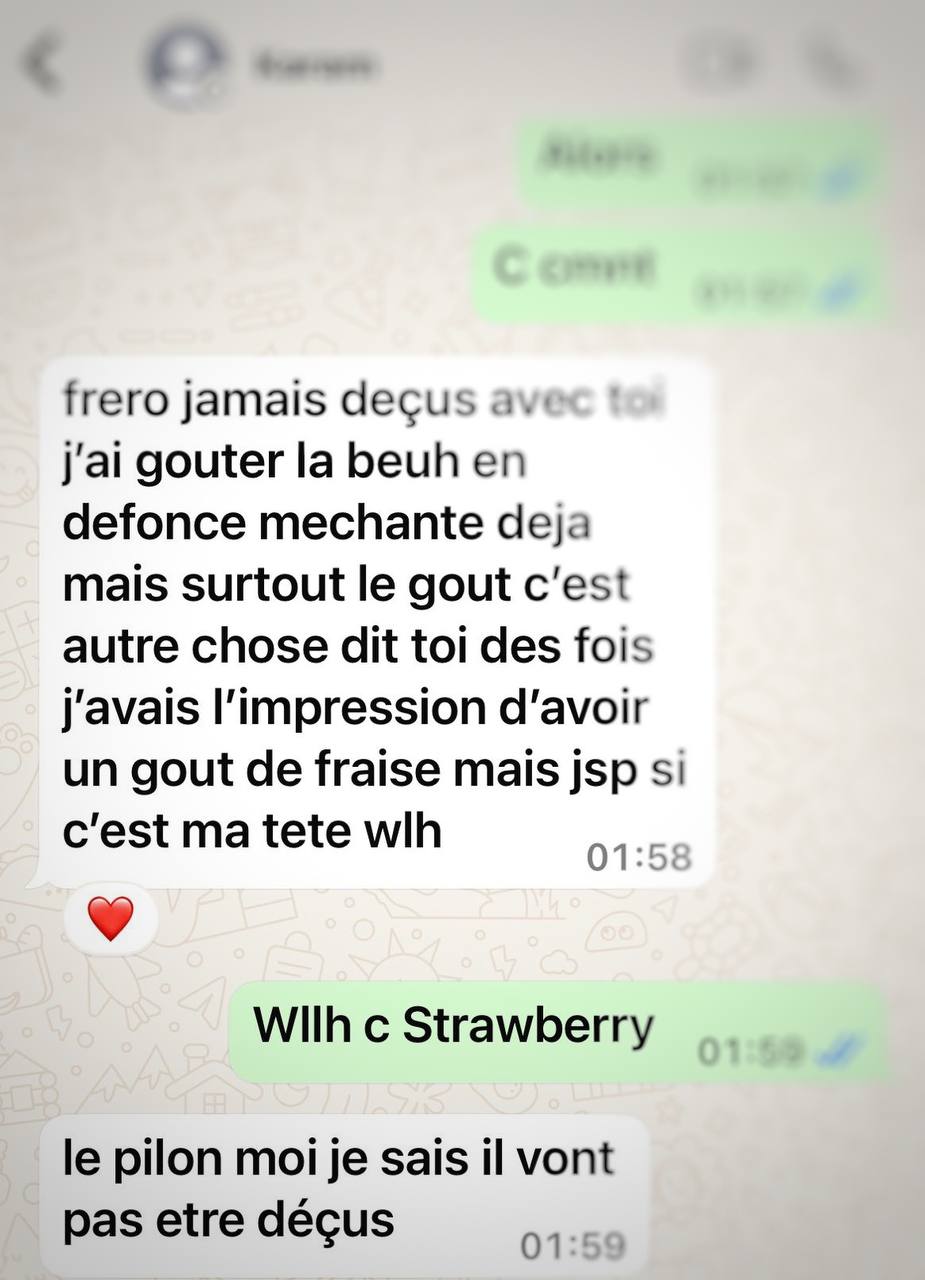 Alors
C cmnt
frero jamais deçus avec toi
j'ai gouter la beuh en
defonce mechante deja
mais surtout le gout c'est
autre chose dit toi des fois
j'avais l'impression d'avoir
un gout de fraise mais jsp si
c'est ma tete wlh
01:58
Wllh c Strawberry
01:59
le pilon moi je sais il vont
pas etre déçus
01:59